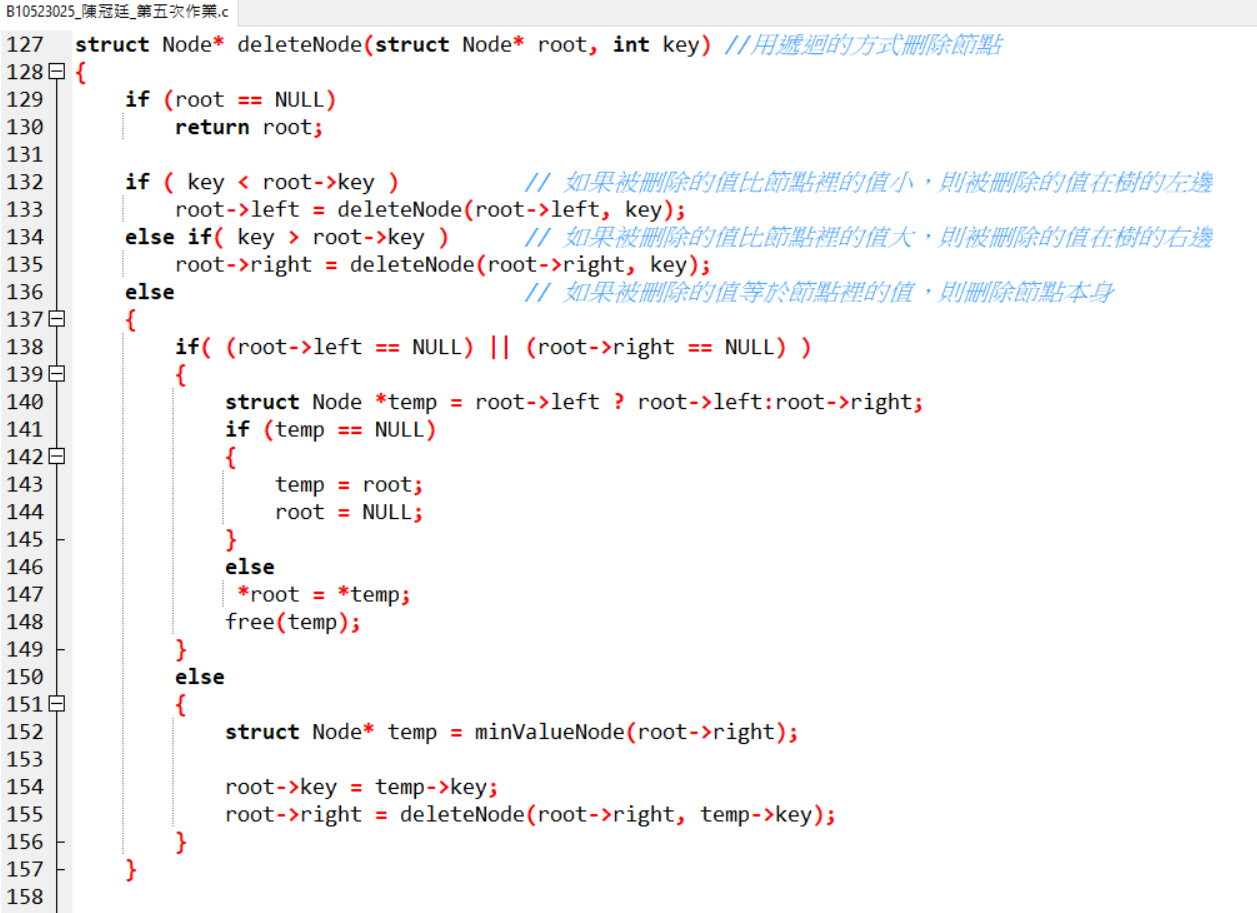 B10523025_陳冠廷_第五次作業.c
127 struct Node* deleteNode(struct Node* root, int key) //用遞迴的方式刪除節點
128 {
129 if (root == NULL)
130 return root;
131
132 if ( key < root->key ) // 如果被刪除的值比節點裡的值小，則被刪除的值在樹的左邊
133 root->left = deleteNode(root->left, key);
134 else if( key > root->key ) // 如果被刪除的值比節點裡的值大，則被刪除的值在樹的右邊
135 root->right = deleteNode(root->right, key);
136 else // 如果被刪除的值等於節點裡的值，則刪除節點本身
137 {
138 if( (root->left == NULL) || (root->right == NULL) )
139 {
140 struct Node *temp = root->left ? root->left:root->right;
141 if (temp == NULL)
142 {
143 temp = root;
144 root = NULL;
145 }
146 else
147 *root = *temp;
148 free(temp);
149 }
150 else
151 {
152 struct Node* temp = minValueNode(root->right);
153
154 root->key = temp->key;
155 root->right = deleteNode(root->right, temp->key);
156 }
157 }
158